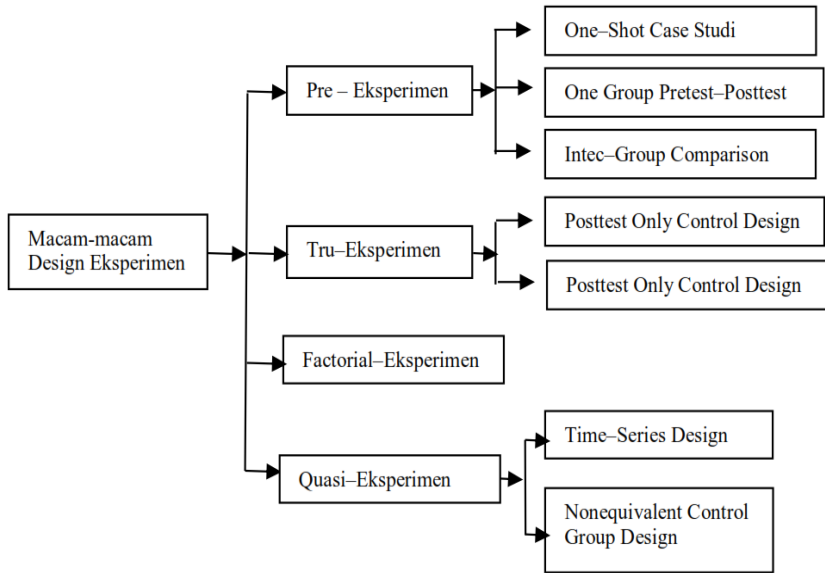 Macam-macam
Design Eksperimen
Pre – Eksperimen
One–Shot Case Studi
One Group Pretest–Posttest
Intec–Group Comparison
Tru–Eksperimen
Posttest Only Control Design
Posttest Only Control Design
Factorial–Eksperimen
Quasi–Eksperimen
Time–Series Design
Nonequivalent Control
Group Design